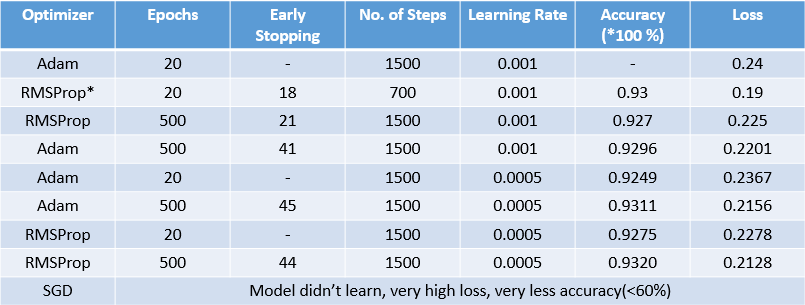 Optimizer Epochs Early Stopping No. of Steps Learning Rate Accuracy (*100 %) Loss
Adam 20 - 1500 0.001 - 0.24
RMSProp* 20 18 700 0.001 0.93 0.19
RMSProp 500 21 1500 0.001 0.927 0.225
Adam 500 41 1500 0.001 0.9296 0.2201
Adam 20 - 1500 0.0005 0.9249 0.2367
Adam 500 45 1500 0.0005 0.9311 0.2156
RMSProp 20 - 1500 0.0005 0.9275 0.2278
RMSProp 500 44 1500 0.0005 0.9320 0.2128
SGD Model didn’t learn, very high loss, very less accuracy(<60%)